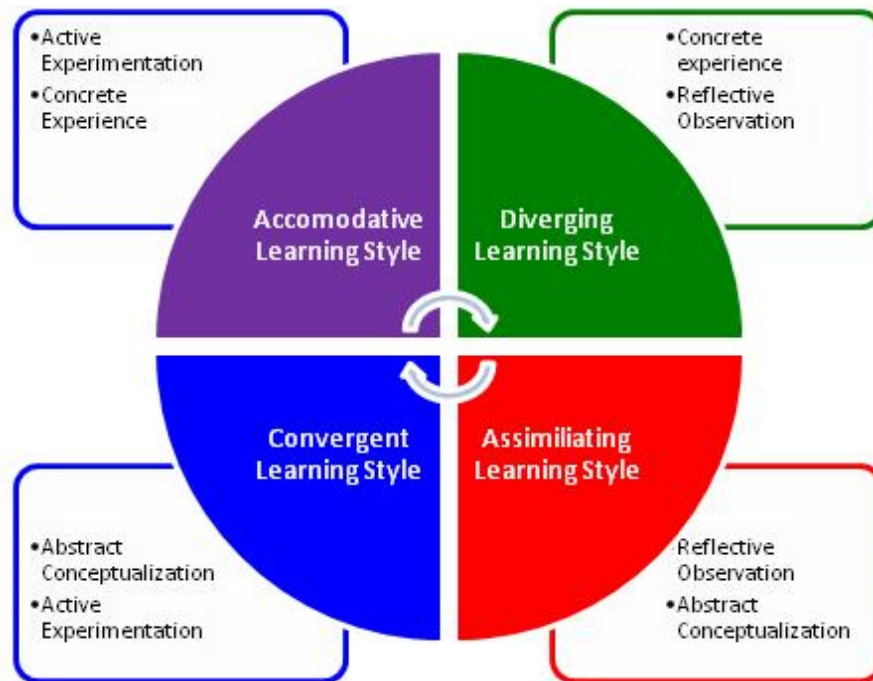 •Active
Experimentation
•Concrete
Experience
•Concrete
experience
•Reflective
Observation
Accomodative
Learning Style
Diverging
Learning Style
Convergent
Learning Style
Assimiliating
Learning Style
•Abstract
Conceptualization
•Active
Experimentation
Reflective
Observation
•Abstract
Conceptualization